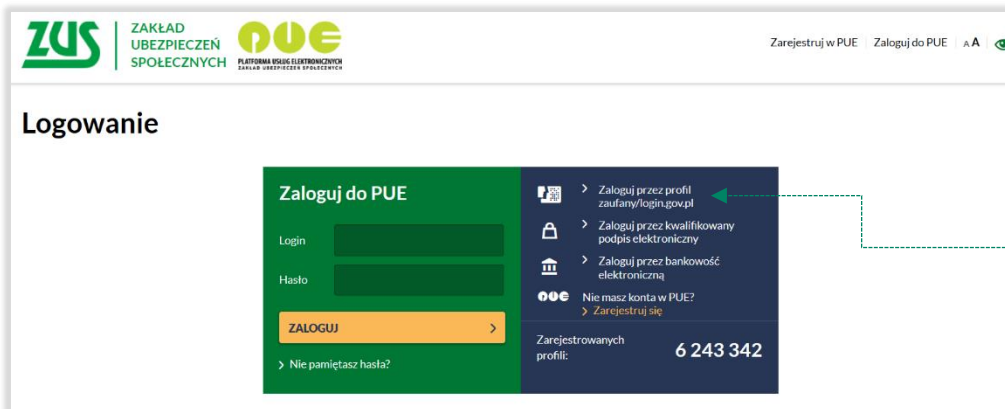 ZUS
ZAKŁAD
UBEZPIECZEŃ
SPOŁECZNYCH
PUE
PLATFORMA USŁUG ELEKTRONICZNYCH
ZAKŁAD UBEZPIECZEŃ SPOŁECZNYCH
Zarejestruj w PUE Zaloguj do PUE A A
Logowanie
Zaloguj do PUE
Login
Hasło
ZALOGUJ
Nie pamiętasz hasła?
Zaloguj przez profil
zaufany/login.gov.pl
Zaloguj przez kwalifikowany
podpis elektroniczny
Zaloguj przez bankowość
elektroniczną
PUE Nie masz konta w PUE?
Zarejestruj się
Zarejestrowanych
profili:
6 243 342